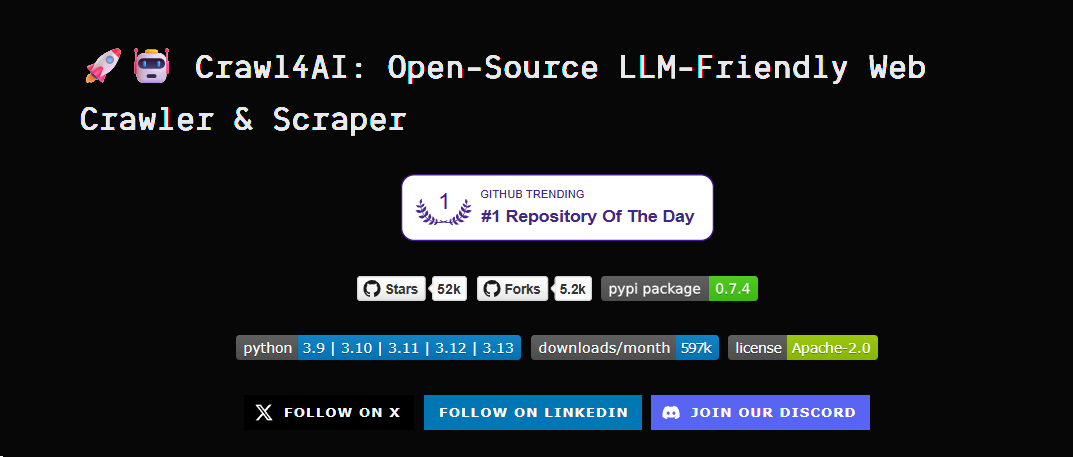 🚀🤖 Crawl4AI: Open-Source LLM-Friendly Web
Crawler & Scraper
1
GITHUB TRENDING
#1 Repository Of The Day
Stars 52k Forks 5.2k pypi package 0.7.4
python 3.9 | 3.10 | 3.11 | 3.12 | 3.13 downloads/month 597k license Apache-2.0
FOLLOW ON X FOLLOW ON LINKEDIN JOIN OUR DISCORD